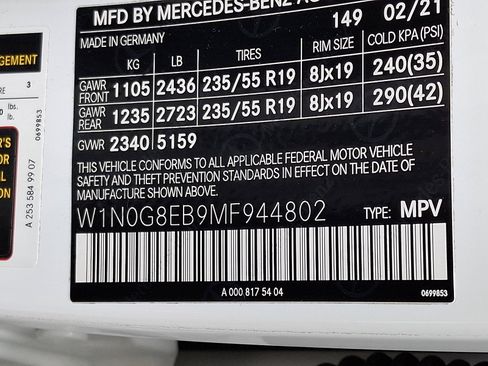 MFD BY MERCEDES-BENZ AG
149 02/21
MADE IN GERMANY
KG LB TIRES RIM SIZE COLD KPA (PSI)
GAWR FRONT 1105 2436 235/55 R19 8Jx19 240(35)
GAWR REAR 1235 2723 235/55 R19 8Jx19 290(42)
GVWR 2340 5159
THIS VEHICLE CONFORMS TO ALL APPLICABLE FEDERAL MOTOR VEHICLE
SAFETY AND THEFT PREVENTION STANDARDS IN EFFECT ON THE DATE OF
MANUFACTURE SHOWN ABOVE.
W1N0G8EB9MF944802 TYPE: MPV
A 000 817 54 04
0699853
3
lbs.
lb.
0699853
A 253 584 99 07